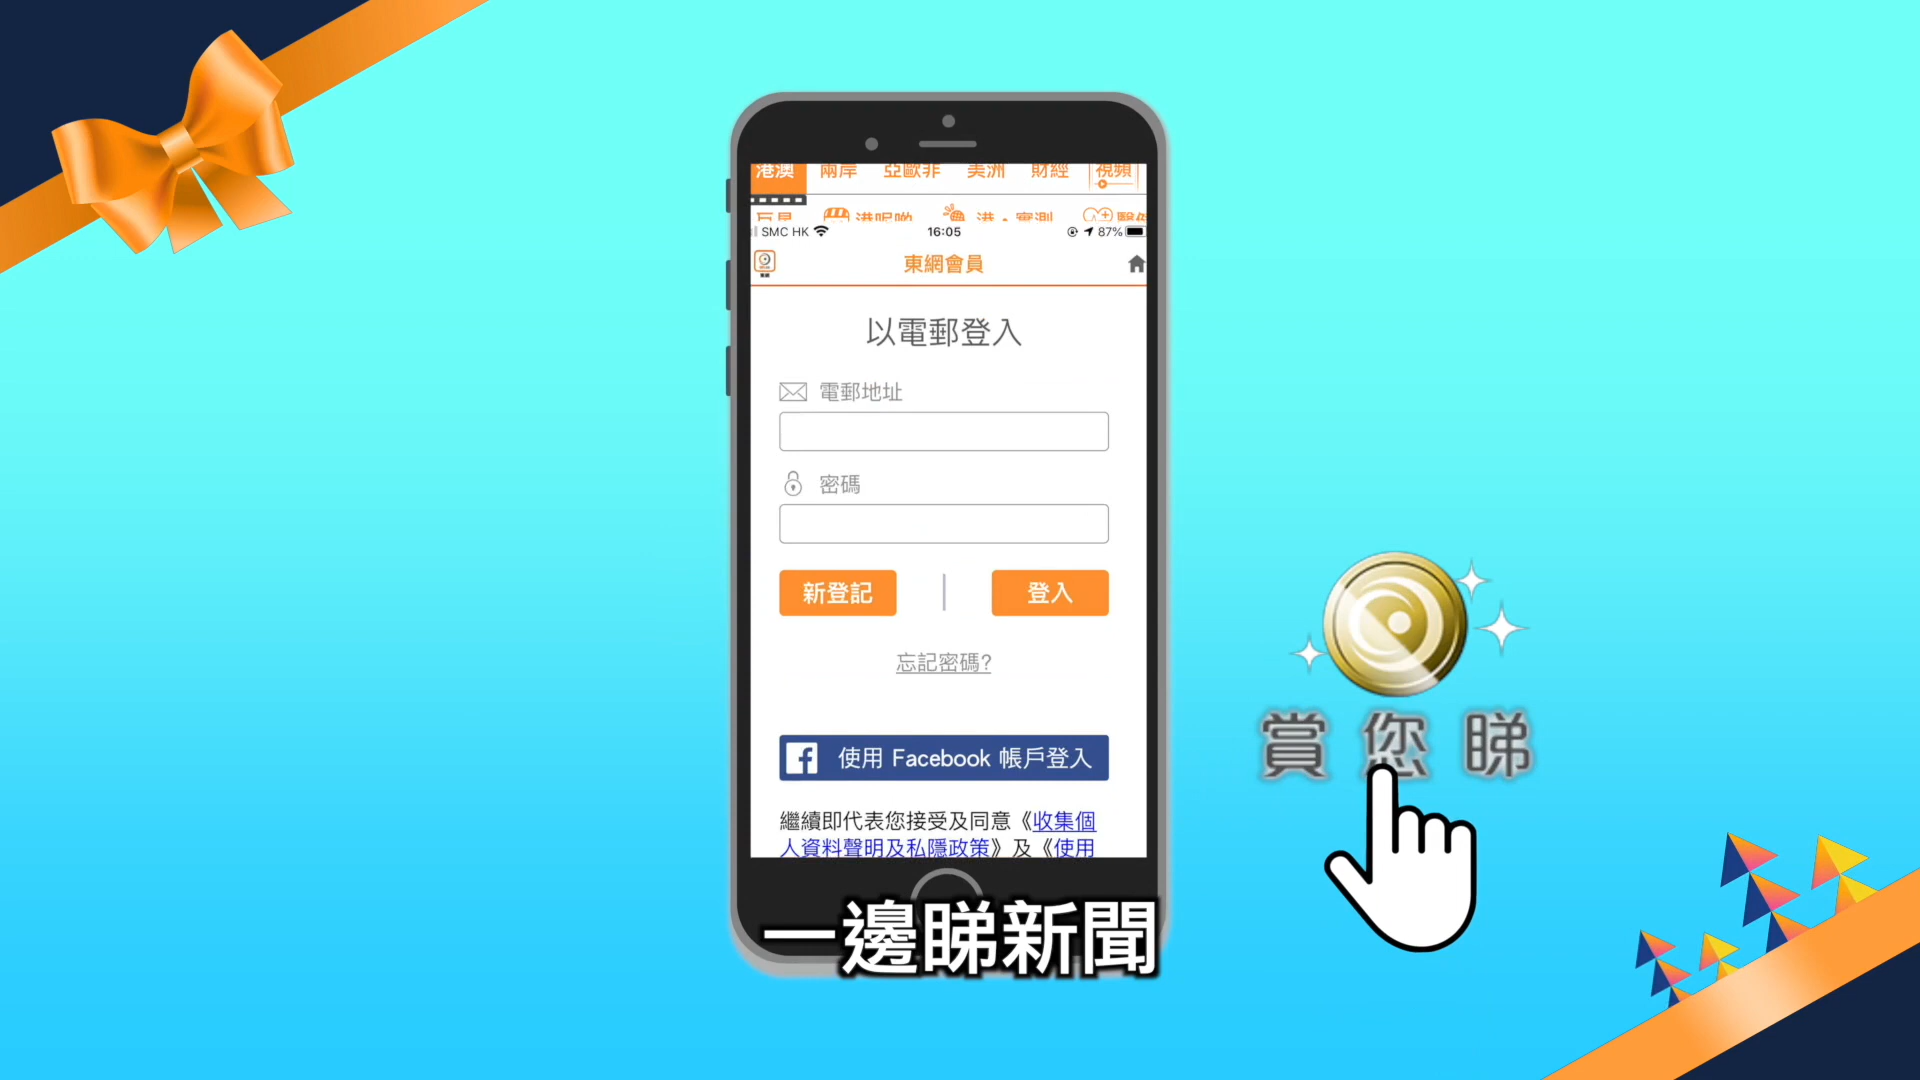 港澳 兩岸 亞歐非 美洲 財經 視頻
SMC HK 16:05 87%
東網會員
以電郵登入
電郵地址
密碼
新登記 登入
忘記密碼?
使用 Facebook 帳戶登入
繼續即代表您接受及同意《收集個
人資料聲明及私隱政策》及《使用
賞您睇
一邊睇新聞